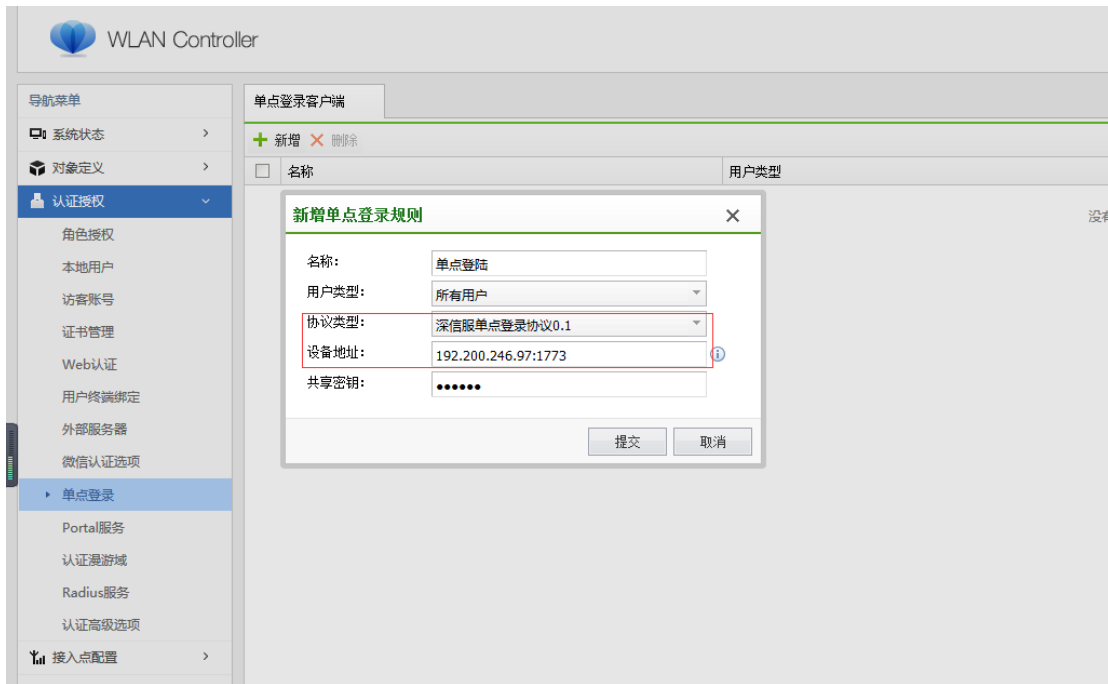 WLAN Controller
导航菜单
系统状态
对象定义
认证授权
角色授权
本地用户
访客账号
证书管理
Web认证
用户终端绑定
外部服务器
微信认证选项
单点登录
Portal服务
认证漫游域
Radius服务
认证高级选项
接入点配置
单点登录客户端
新增 删除
名称 用户类型
没有
新增单点登录规则
名称: 单点登陆
用户类型: 所有用户
协议类型: 深信服单点登录协议0.1
设备地址: 192.200.246.97:1773
共享密钥: ●●●●●●
提交 取消